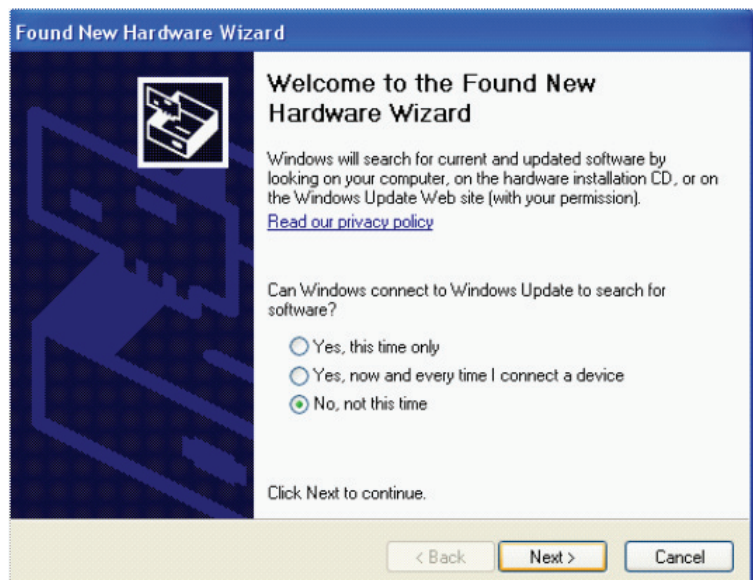 Found New Hardware Wizard
Welcome to the Found New
Hardware Wizard
Windows will search for current and updated software by
looking on your computer, on the hardware installation CD, or on
the Windows Update Web site (with your permission).
Read our privacy policy
Can Windows connect to Windows Update to search for
software?
Yes, this time only
Yes, now and every time I connect a device
No, not this time
Click Next to continue.
< Back
Next >
Cancel